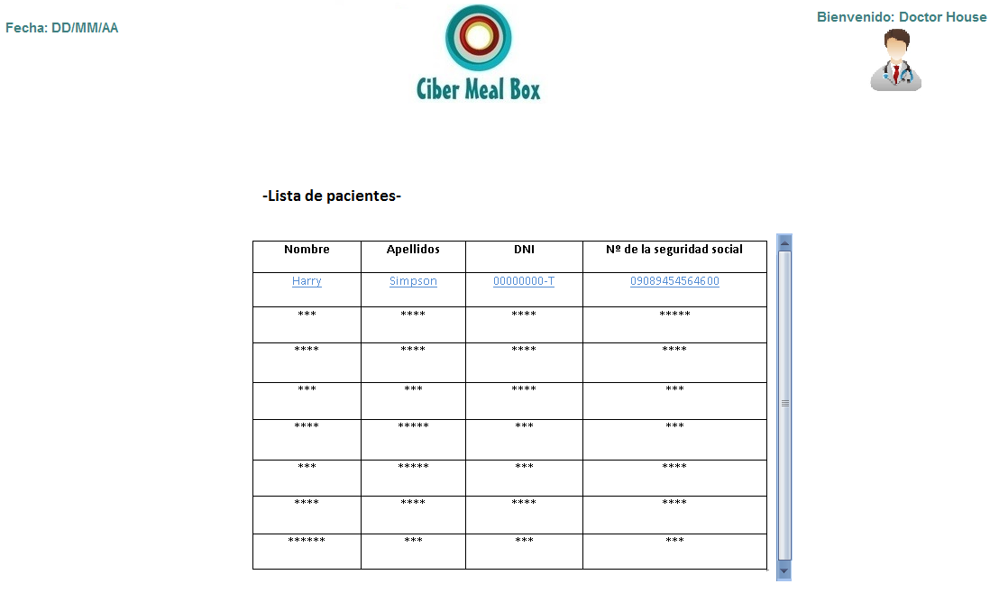 Fecha: DD/MM/AA
Bienvenido: Doctor House
Ciber Meal Box
-Lista de pacientes-
Nombre Apellidos DNI Nº de la seguridad social
Harry Simpson 00000000-T 09089454564600
*** **** **** *****
**** **** **** ****
*** *** **** ***
**** ***** *** ***
*** ***** *** ****
**** **** **** ****
****** *** *** ***